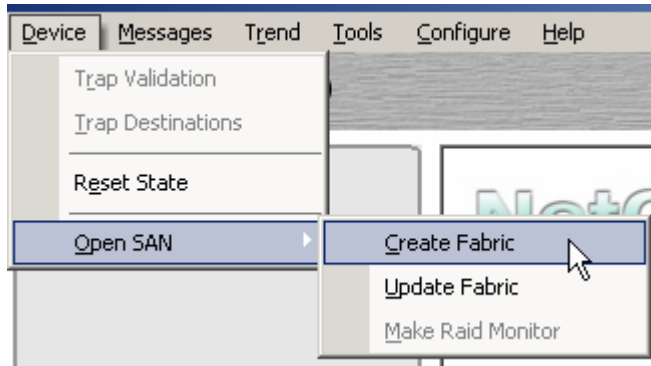 Device Messages Trend Tools Configure Help
Trap Validation
Trap Destinations
Reset State
Open SAN
Create Fabric
Update Fabric
Make Raid Monitor